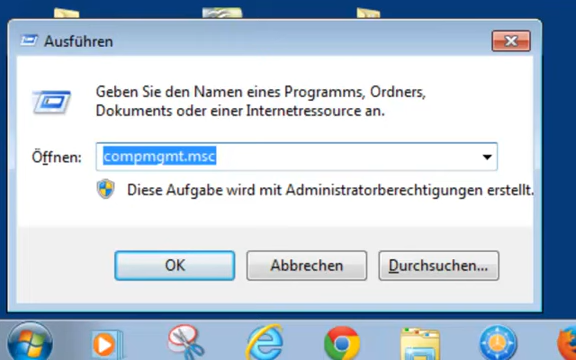 Ausführen
Geben Sie den Namen eines Programms, Ordners,
Dokuments oder einer Internetressource an.
Öffnen: compmgmt.msc
Diese Aufgabe wird mit Administratorberechtigungen erstellt.
OK Abbrechen Durchsuchen...